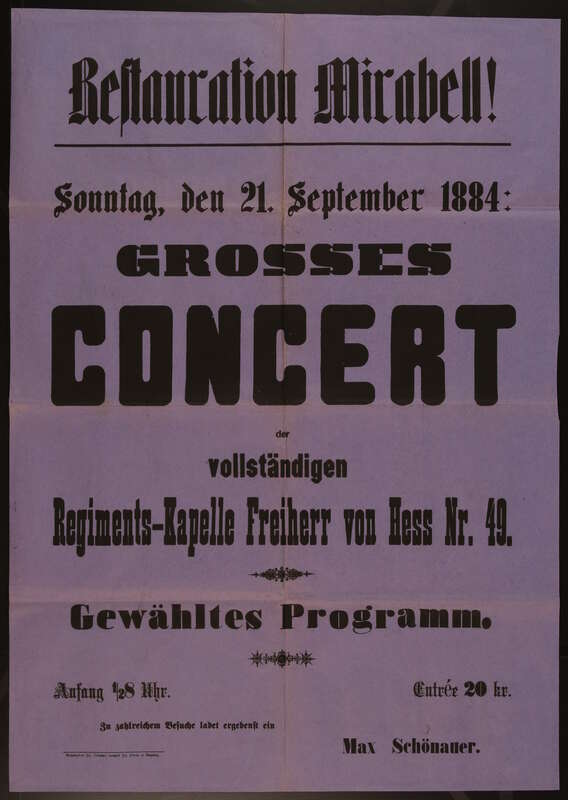 Restauration Mirabell!
Sonntag, den 21. September 1884:
GROSSES
CONCERT
der
vollständigen
Regiments-Kapelle Freiherr von Hess Nr. 49.
Gewähltes Programm.
Anfang ½8 Uhr.
Entrée 20 kr.
Zu zahlreichem Besuche ladet ergebenst ein
Max Schönauer.